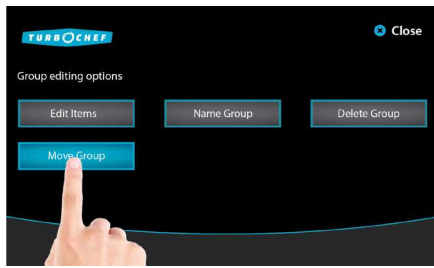 TURBOCHEF
Close
Group editing options
Edit Items
Name Group
Delete Group
Move Group